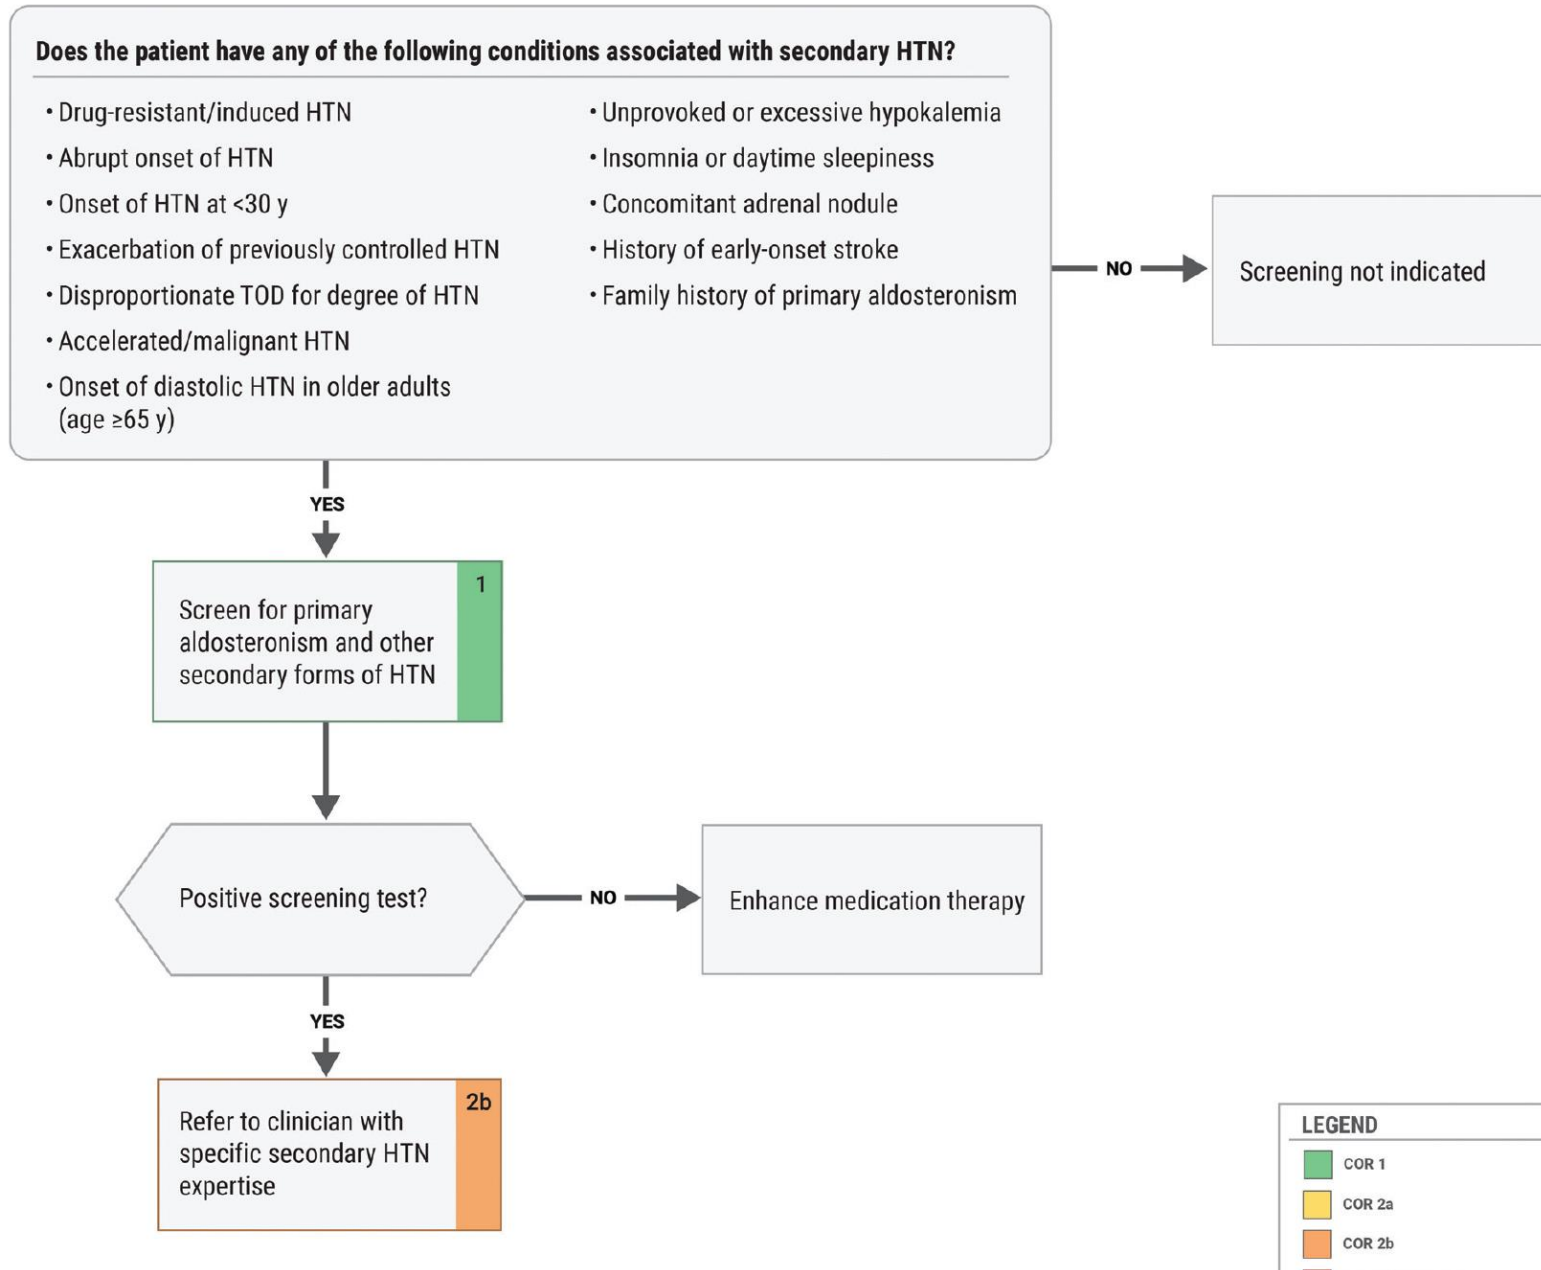 Does the patient have any of the following conditions associated with secondary HTN?
• Drug-resistant/induced HTN
• Abrupt onset of HTN
• Onset of HTN at <30 y
• Exacerbation of previously controlled HTN
• Disproportionate TOD for degree of HTN
• Accelerated/malignant HTN
• Onset of diastolic HTN in older adults
(age ≥65 y)
• Unprovoked or excessive hypokalemia
• Insomnia or daytime sleepiness
• Concomitant adrenal nodule
• History of early-onset stroke
• Family history of primary aldosteronism
NO
Screening not indicated
YES
1
Screen for primary
aldosteronism and other
secondary forms of HTN
Positive screening test?
NO
Enhance medication therapy
YES
2b
Refer to clinician with
specific secondary HTN
expertise
LEGEND
COR 1
COR 2a
COR 2b